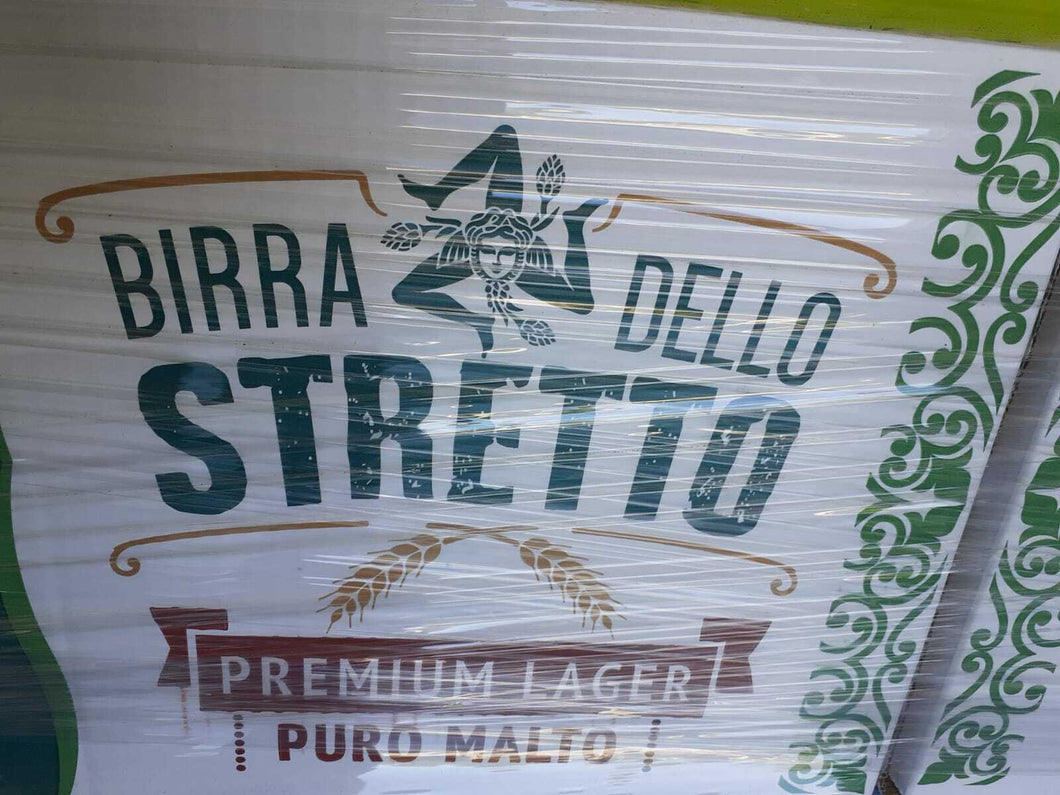 BIRRA DELLO
STRETTO
PREMIUM LAGER
PURO MALTO